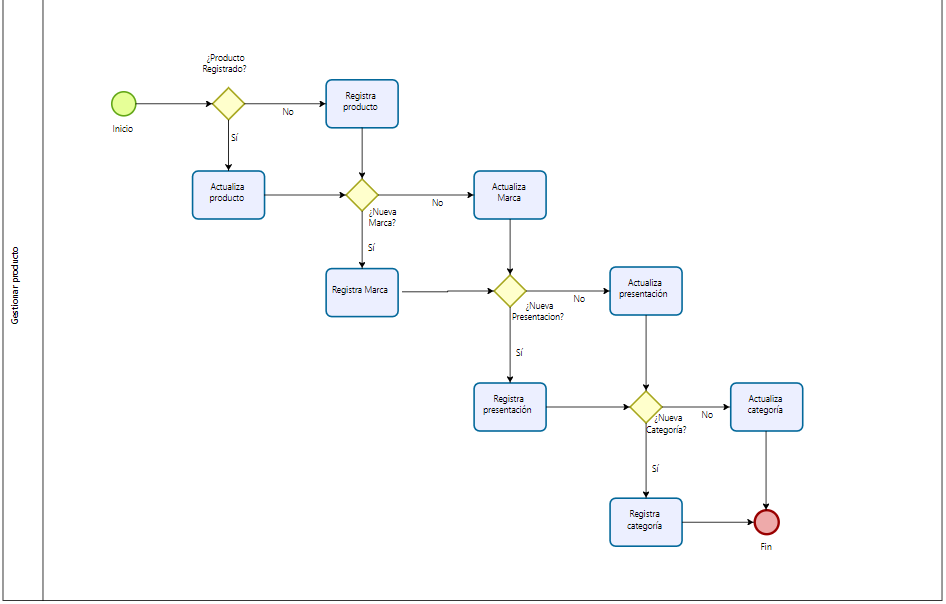 Gestionar producto
¿Producto
Registrado?
Inicio
No
Registra
producto
Sí
Actualiza
producto
¿Nueva
Marca?
No
Actualiza
Marca
Sí
Registra Marca
¿Nueva
Presentacion?
No
Actualiza
presentación
Sí
Registra
presentación
¿Nueva
Categoría?
No
Actualiza
categoría
Sí
Registra
categoría
Fin